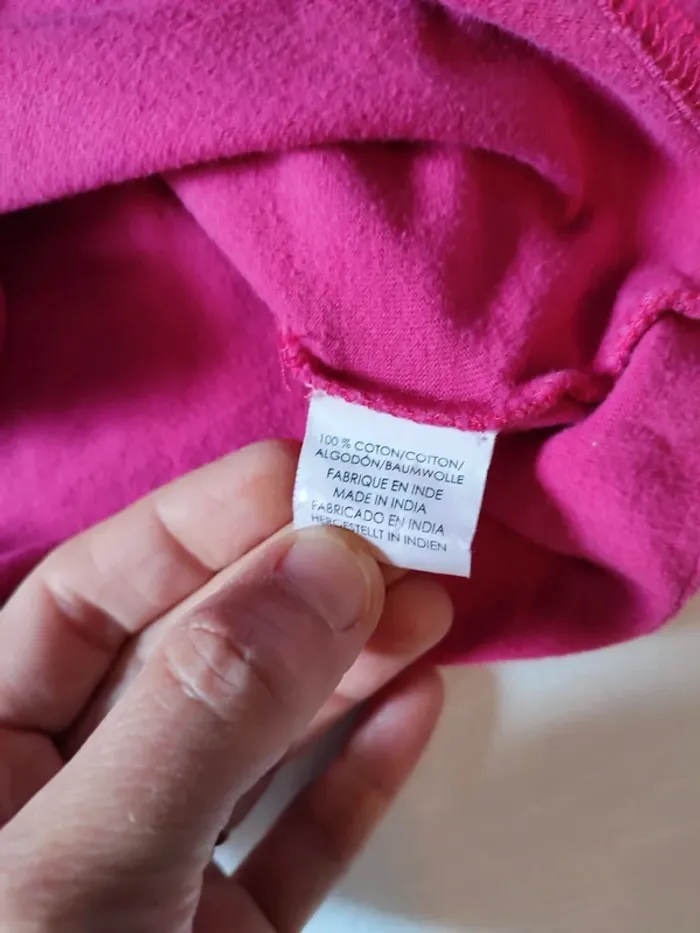 100 % COTON/COTTON/
ALGODÓN/BAUMWOLLE
FABRIQUE EN INDE
MADE IN INDIA
FABRICADO EN INDIA
HERGESTELLT IN INDIEN